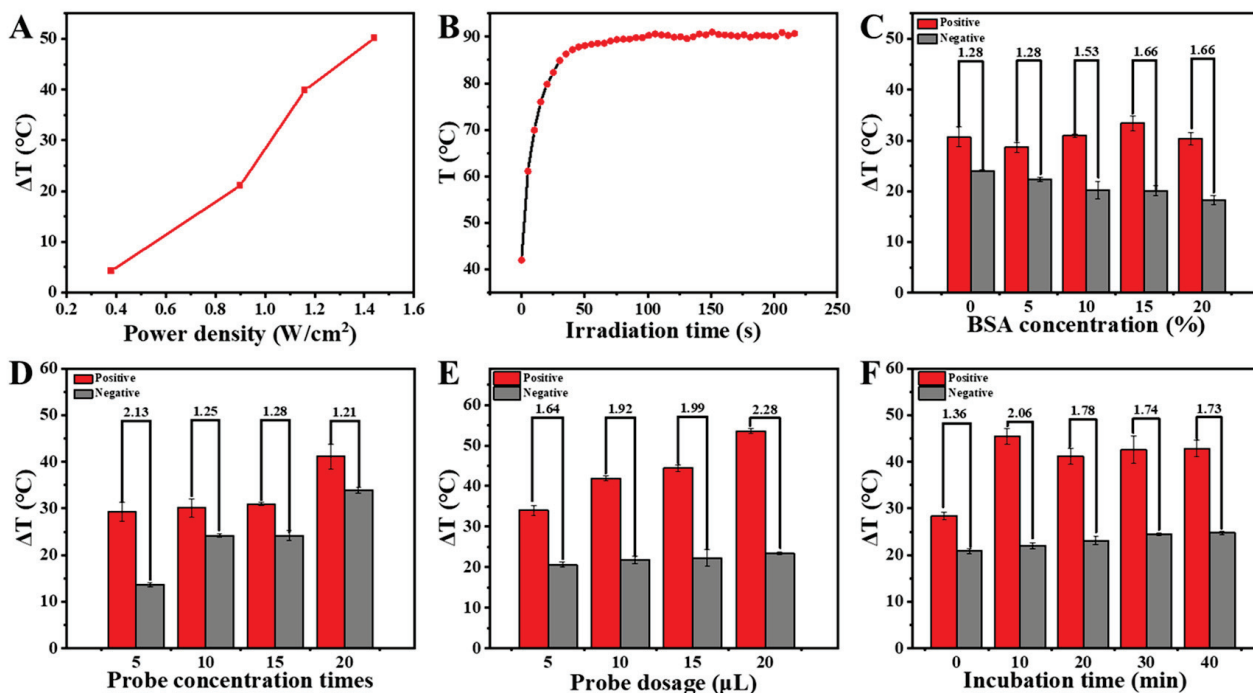 A
ΔT (°C)
50
40
30
20
10
0
0.2 0.4 0.6 0.8 1.0 1.2 1.4 1.6
Power density (W/cm²)
B
T (°C)
90
80
70
60
50
40
0 50 100 150 200 250
Irradiation time (s)
C
Positive
Negative
1.28 1.28 1.53 1.66 1.66
ΔT (°C)
50
40
30
20
10
0
0 5 10 15 20
BSA concentration (%)
D
Positive
Negative
2.13 1.25 1.28 1.21
ΔT (°C)
60
50
40
30
20
10
0
5 10 15 20
Probe concentration times
E
Positive
Negative
1.64 1.92 1.99 2.28
ΔT (°C)
60
50
40
30
20
10
0
5 10 15 20
Probe dosage (μL)
F
Positive
Negative
1.36 2.06 1.78 1.74 1.73
ΔT (°C)
60
50
40
30
20
10
0
0 10 20 30 40
Incubation time (min)